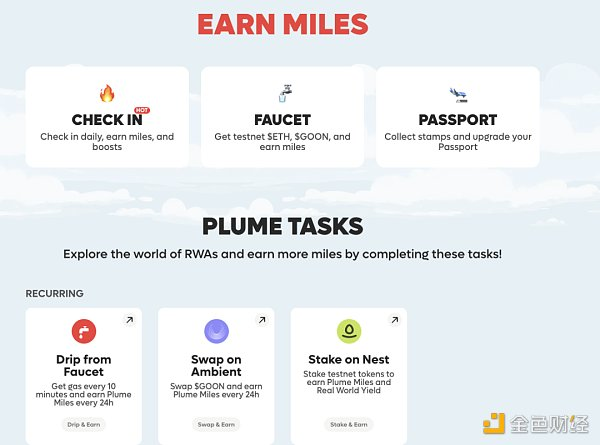 EARN MILES
CHECK IN
HOT
Check in daily, earn miles, and
boosts
FAUCET
Get testnet $ETH, $GOON, and
earn miles
PASSPORT
Collect stamps and upgrade your
Passport
PLUME TASKS
Explore the world of RWAs and earn more miles by completing these tasks!
RECURRING
Drip from
Faucet
Get gas every 10
minutes and earn Plume
Miles every 24h
Drip & Earn
Swap on
Ambient
Swap $GOON and earn
Plume Miles every 24h
Swap & Earn
Stake on Nest
Stake testnet tokens to
earn Plume Miles and
Real World Yield
Stake & Earn
金色财经